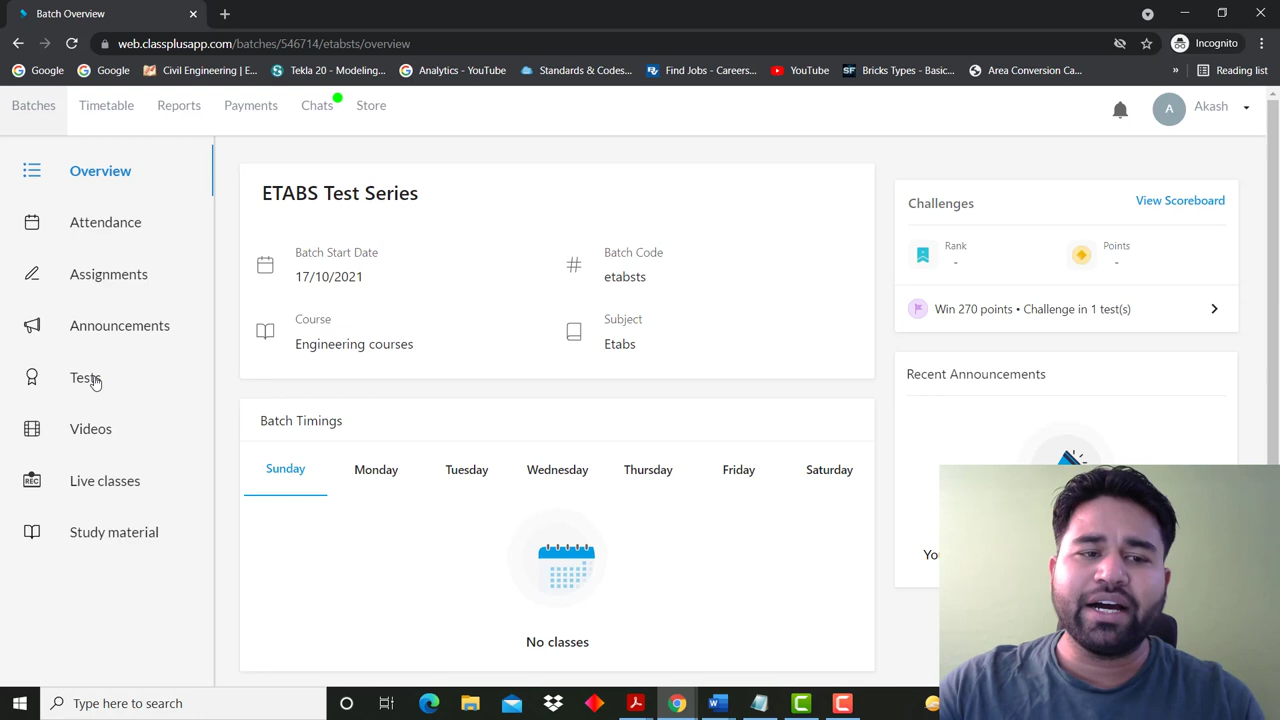 Batch Overview
web.classplusapp.com/batches/546714/etabsts/overview
Incognito
Google
Google
Civil Engineering | E...
Tekla 20 - Modeling...
Analytics - YouTube
Standards & Codes...
Find Jobs - Careers...
YouTube
SF
Bricks Types - Basic...
Area Conversion Ca...
»
Reading list
Batches
Timetable
Reports
Payments
Chats
Store
A
Akash
Overview
Attendance
Assignments
Announcements
Tests
Videos
REC
Live classes
Study material
ETABS Test Series
Batch Start Date
17/10/2021
Batch Code
etabsts
Course
Engineering courses
Subject
Etabs
Batch Timings
Sunday
Monday
Tuesday
Wednesday
Thursday
Friday
Saturday
No classes
Challenges
View Scoreboard
Rank
-
Points
-
Win 270 points • Challenge in 1 test(s)
Recent Announcements
Type here to search